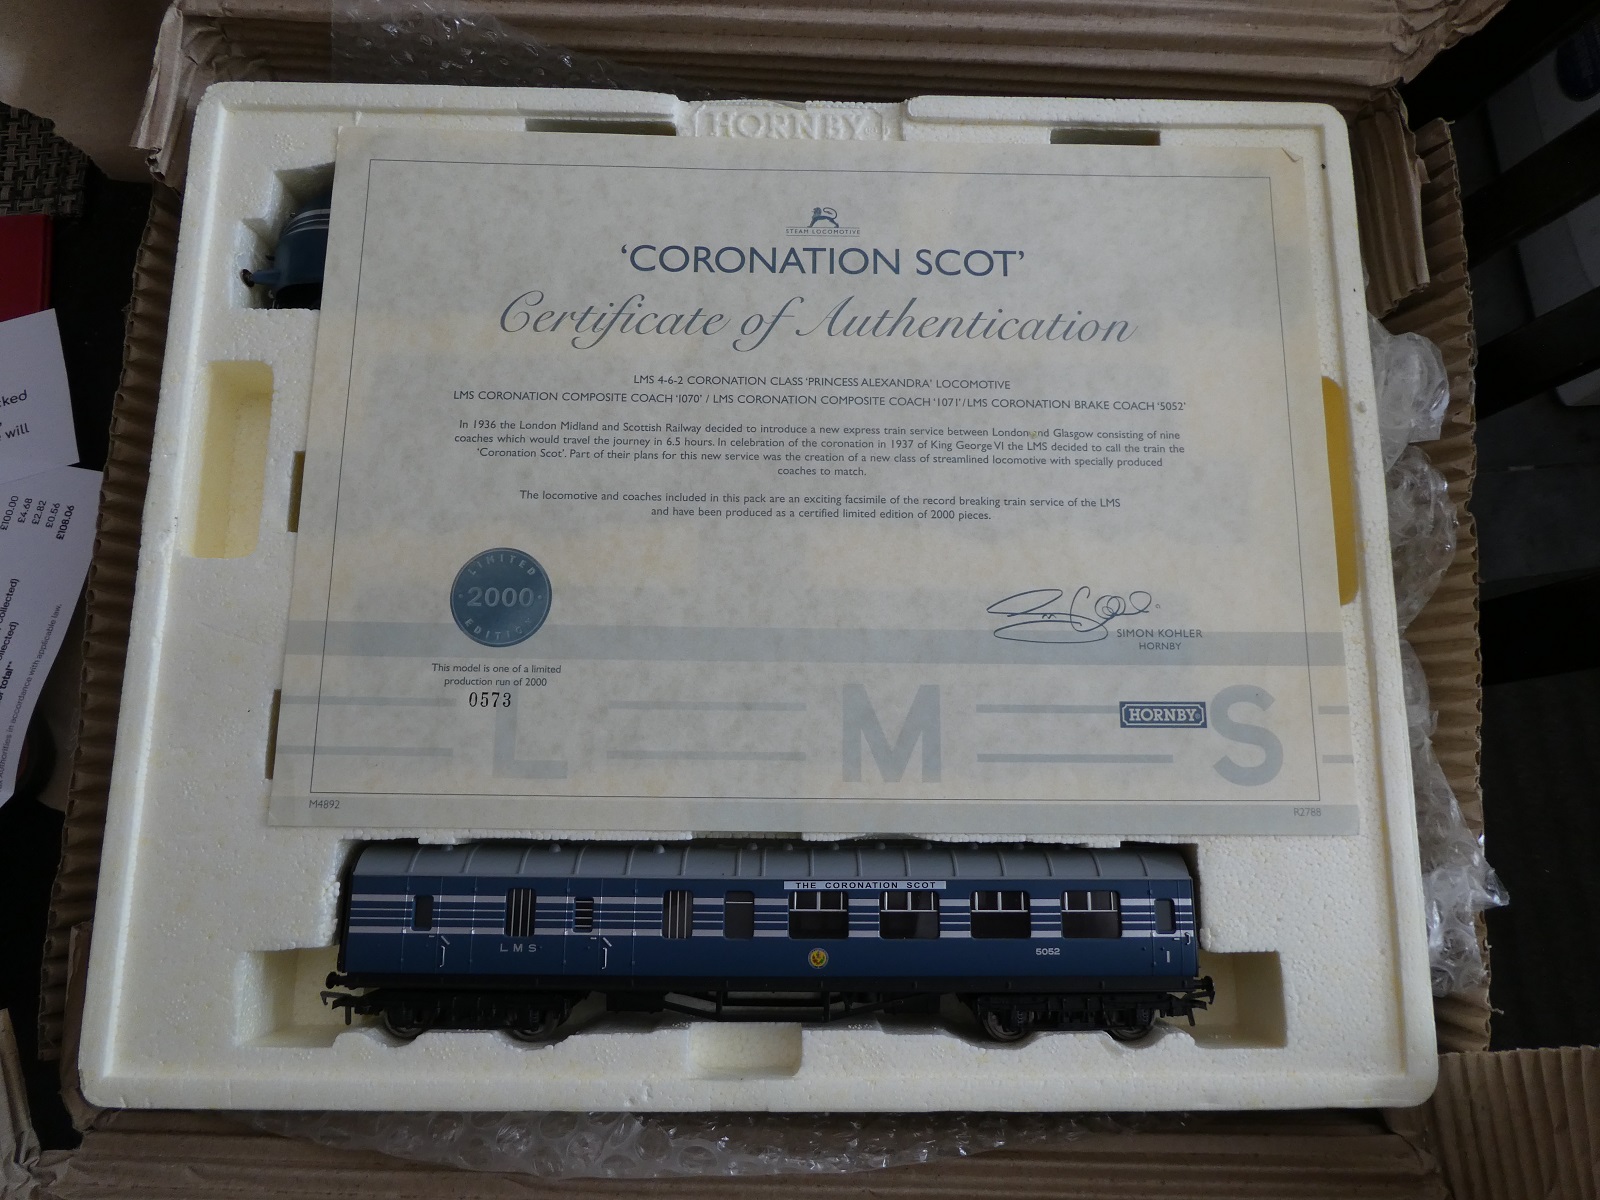 HORNBY
STEAM LOCOMOTIVE
'CORONATION SCOT'
Certificate of Authentication
LMS 4-6-2 CORONATION CLASS 'PRINCESS ALEXANDRA' LOCOMOTIVE
LMS CORONATION COMPOSITE COACH '1070' / LMS CORONATION COMPOSITE COACH '1071'/ LMS CORONATION BRAKE COACH '5052'
In 1936 the London Midland and Scottish Railway decided to introduce a new express train service between London and Glasgow consisting of nine
coaches which would travel the journey in 6.5 hours. In celebration of the coronation in 1937 of King George VI the LMS decided to call the train the
'Coronation Scot'. Part of their plans for this new service was the creation of a new class of streamlined locomotive with specially produced
coaches to match.
The locomotive and coaches included in this pack are an exciting facsimile of the record breaking train service of the LMS
and have been produced as a certified limited edition of 2000 pieces.
LIMITED
2000
EDITION
This model is one of a limited
production run of 2000
0573
SIMON KOHLER
HORNBY
HORNBY
L M S
M4892
R2788
THE CORONATION SCOT
LMS
5052
1
will
£100.00
£4.68
£2.82
£0.56
£108.06
total**
Authorities in accordance with applicable law.